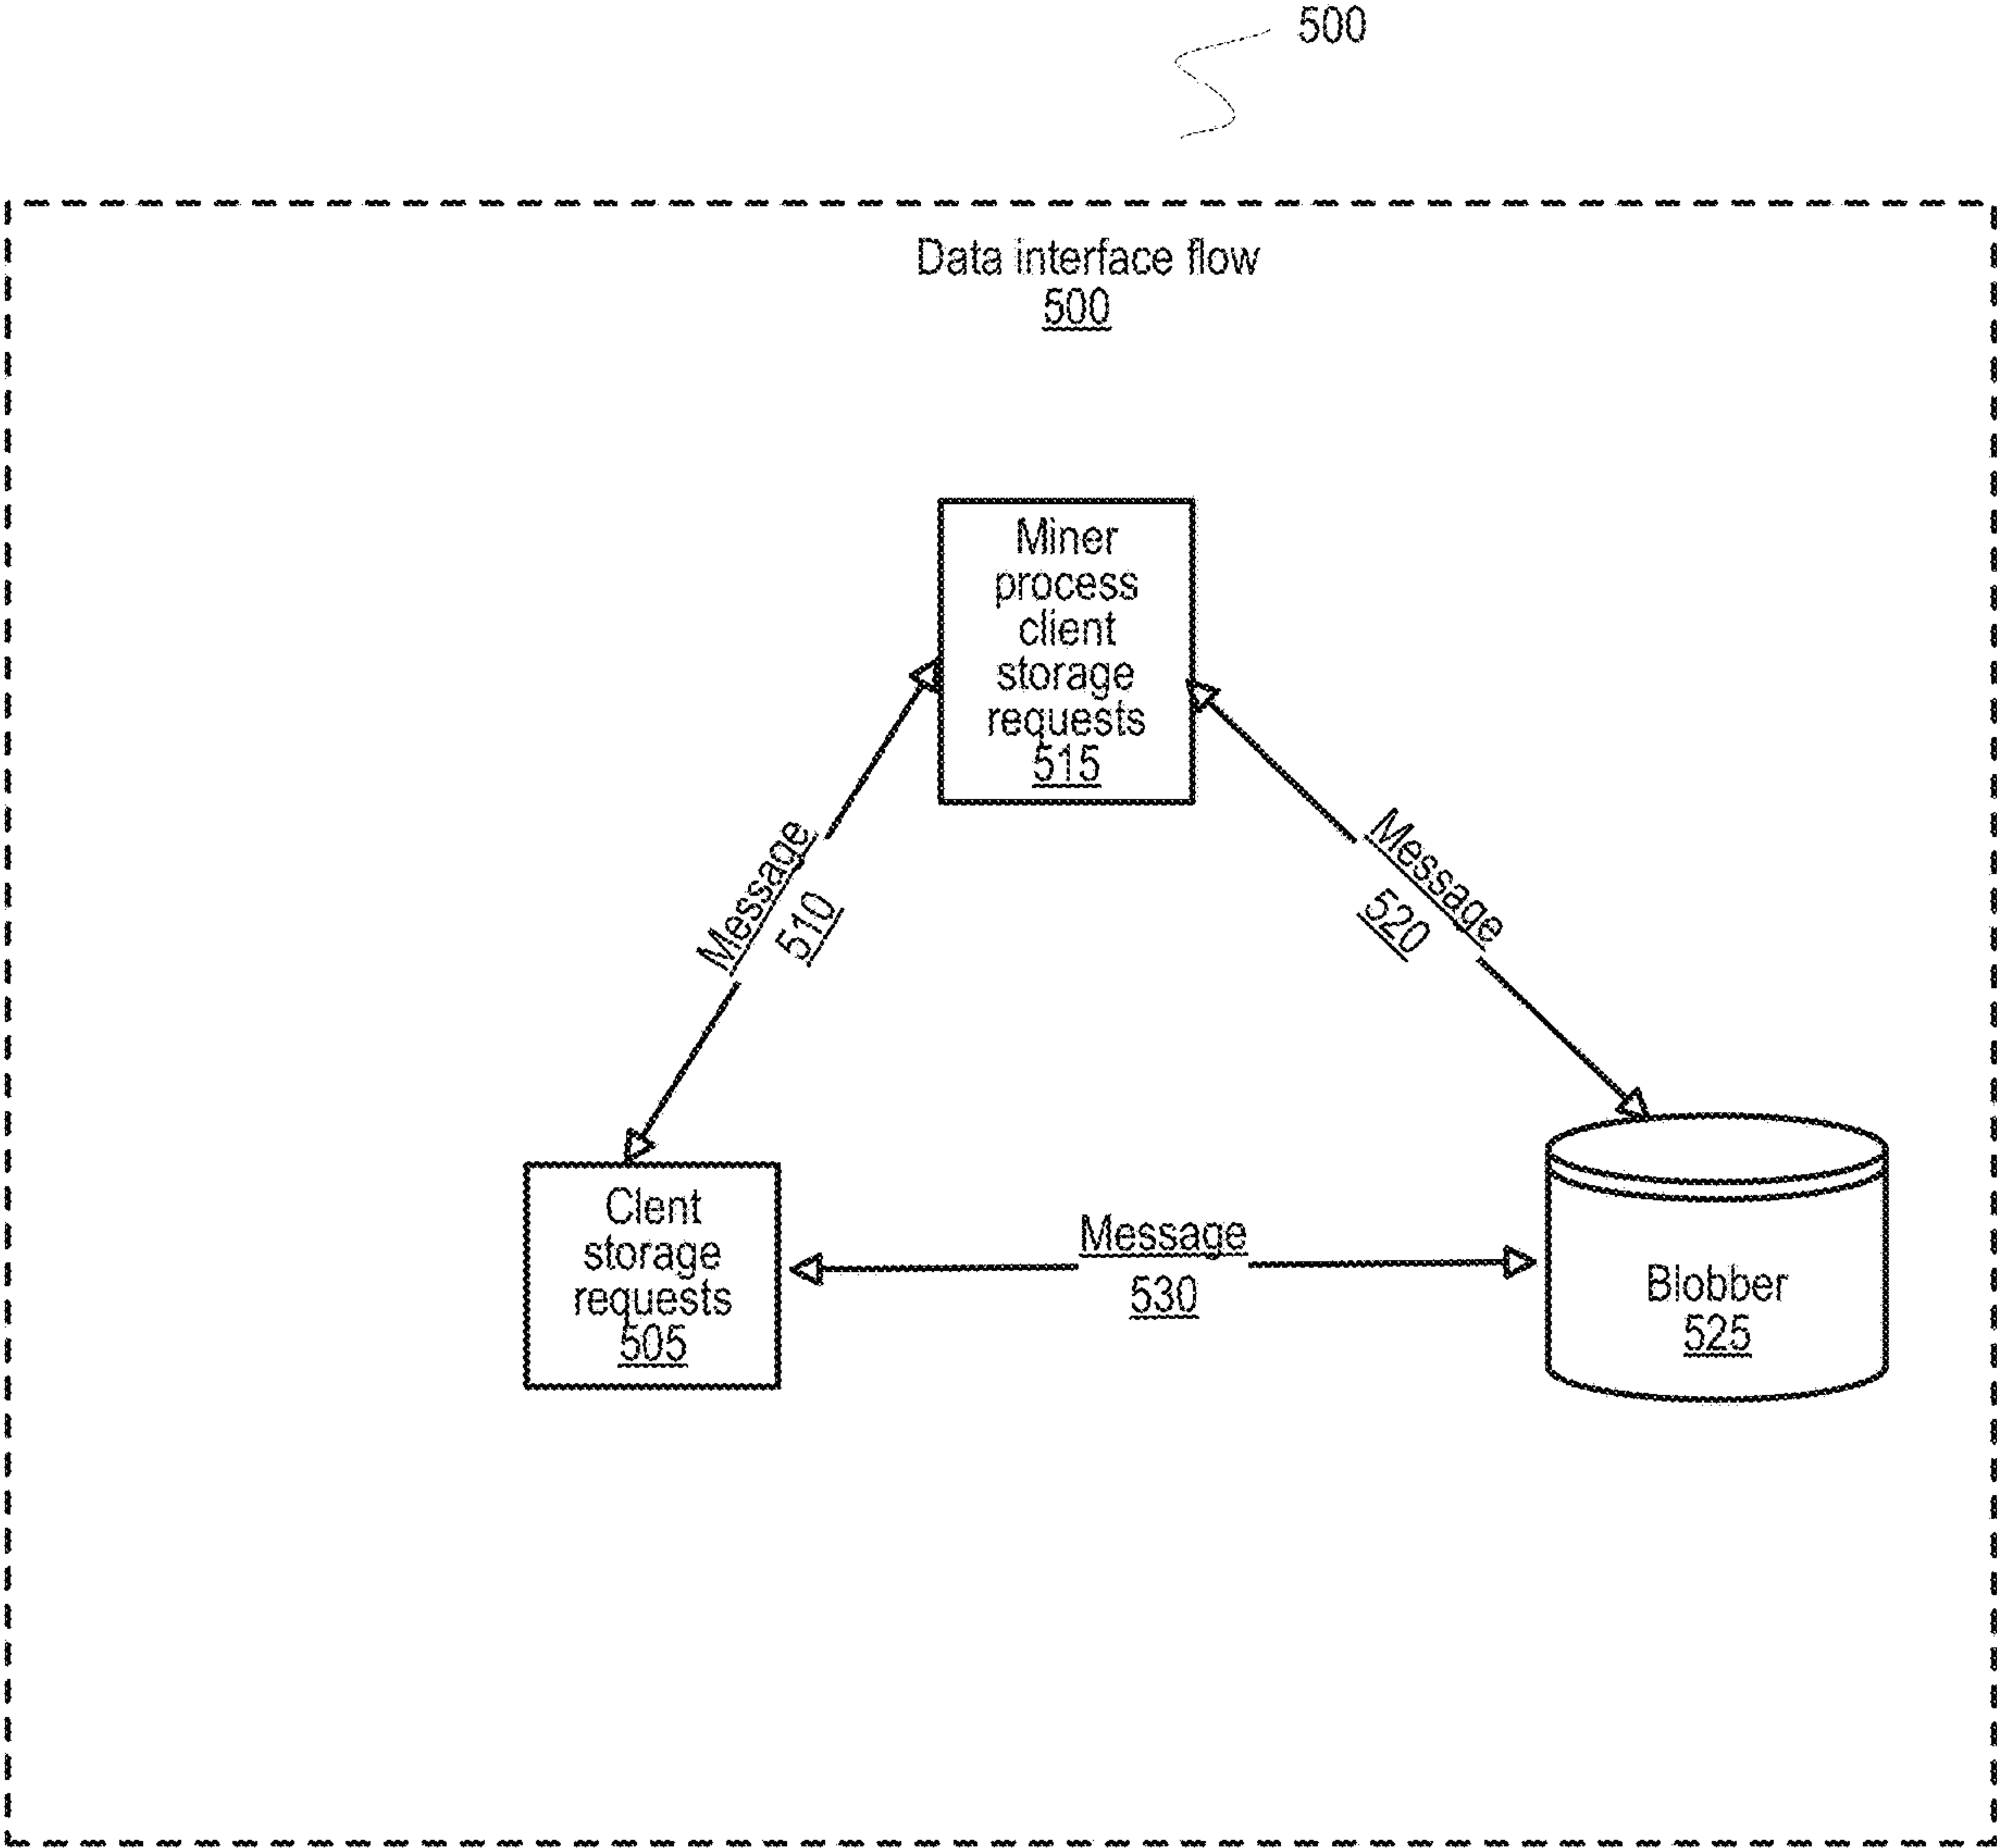 500
Data interface flow
500
Miner
process
client
storage
requests
515
Message
510
Message
520
Clent
storage
requests
505
Message
530
Blobber
525